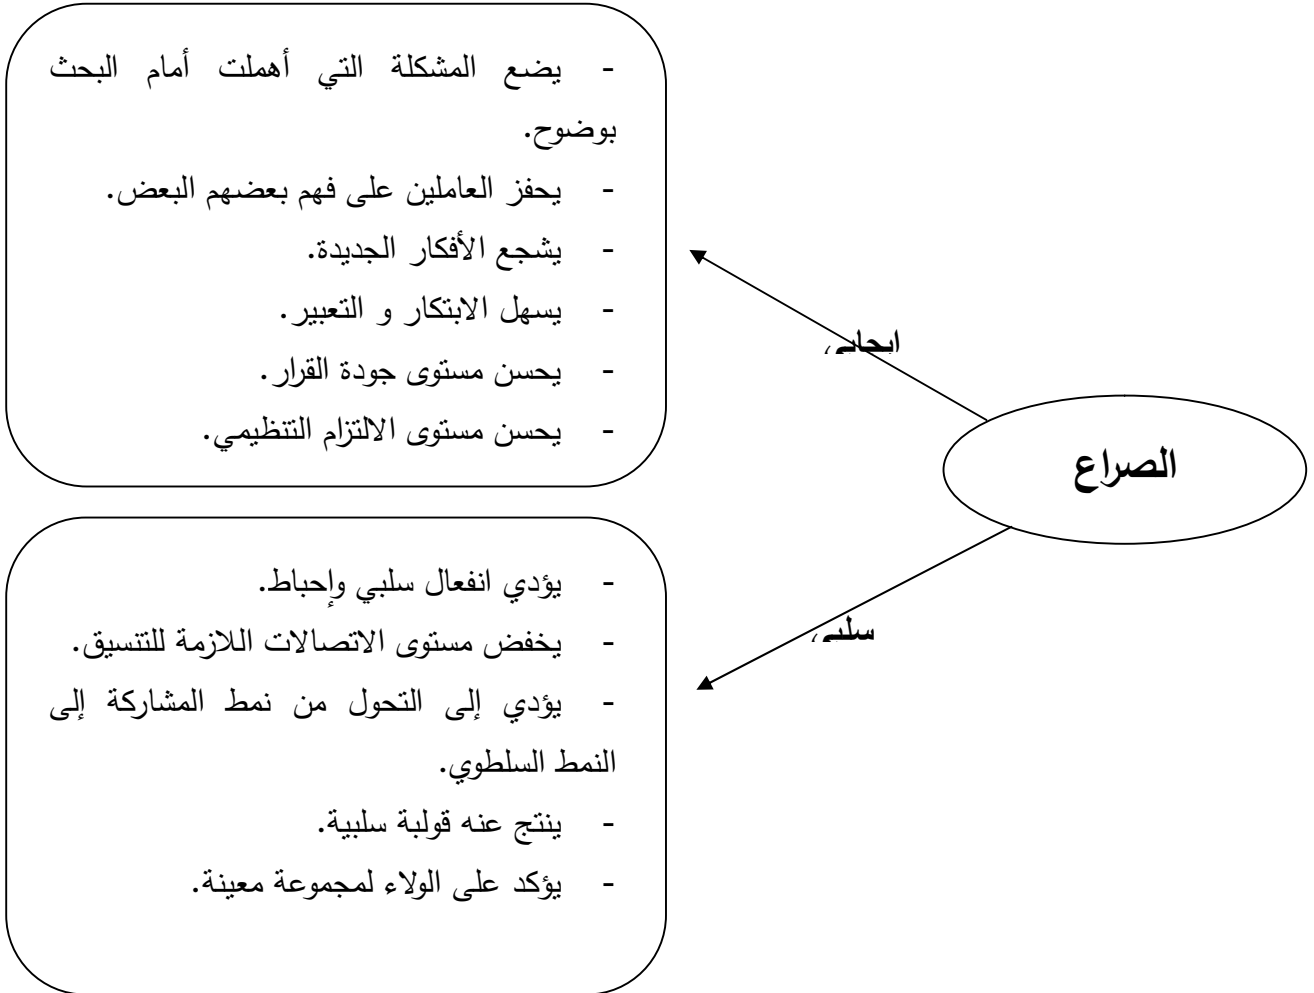 - يضع المشكلة التي أهملت أمام البحث
بوضوح.
- يحفز العاملين على فهم بعضهم البعض.
- يشجع الأفكار الجديدة.
- يسهل الابتكار و التعبير.
- يحسن مستوى جودة القرار.
- يحسن مستوى الالتزام التنظيمي.
ايجابي
الصراع
سلبي
- يؤدي انفعال سلبي وإحباط.
- يخفض مستوى الاتصالات اللازمة للتنسيق.
- يؤدي إلى التحول من نمط المشاركة إلى
النمط السلطوي.
- ينتج عنه قولبة سلبية.
- يؤكد على الولاء لمجموعة معينة.